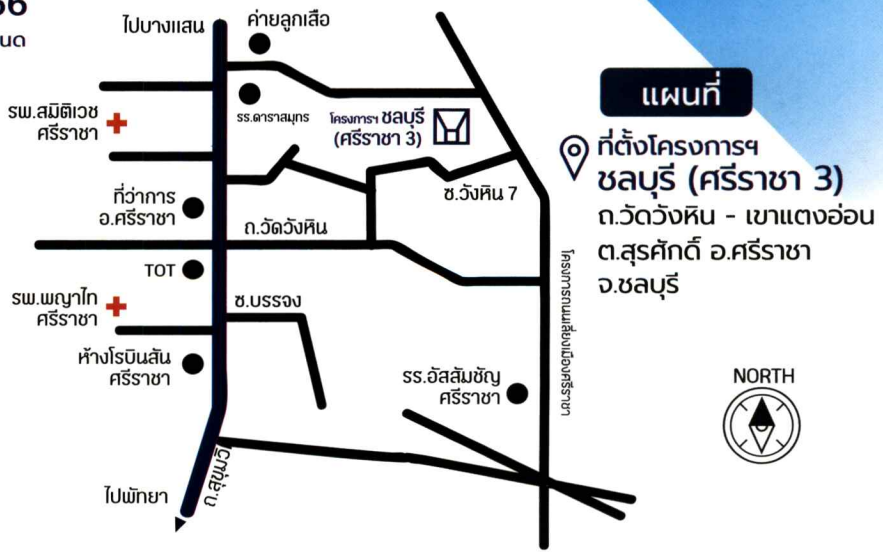 66
นด
ไปบางแสน
ค่ายลูกเสือ
รพ.สมิติเวช
ศรีราชา
รร.ดาราสมุทร
โครงการฯ ชลบุรี
(ศรีราชา 3)
ซ.วังหิน 7
ที่ว่าการ
อ.ศรีราชา
ถ.วัดวังหิน
TOT
รพ.พญาไท
ศรีราชา
ซ.บรรจง
ห้างโรบินสัน
ศรีราชา
รร.อัสสัมชัญ
ศรีราชา
โครงการถนนเลี่ยงเมืองศรีราชา
ไปพัทยา
ถ.สุขุมวิ
แผนที่
ที่ตั้งโครงการฯ
ชลบุรี (ศรีราชา 3)
ถ.วัดวังหิน - เขาแตงอ่อน
ต.สุรศักดิ์ อ.ศรีราชา
จ.ชลบุรี
NORTH